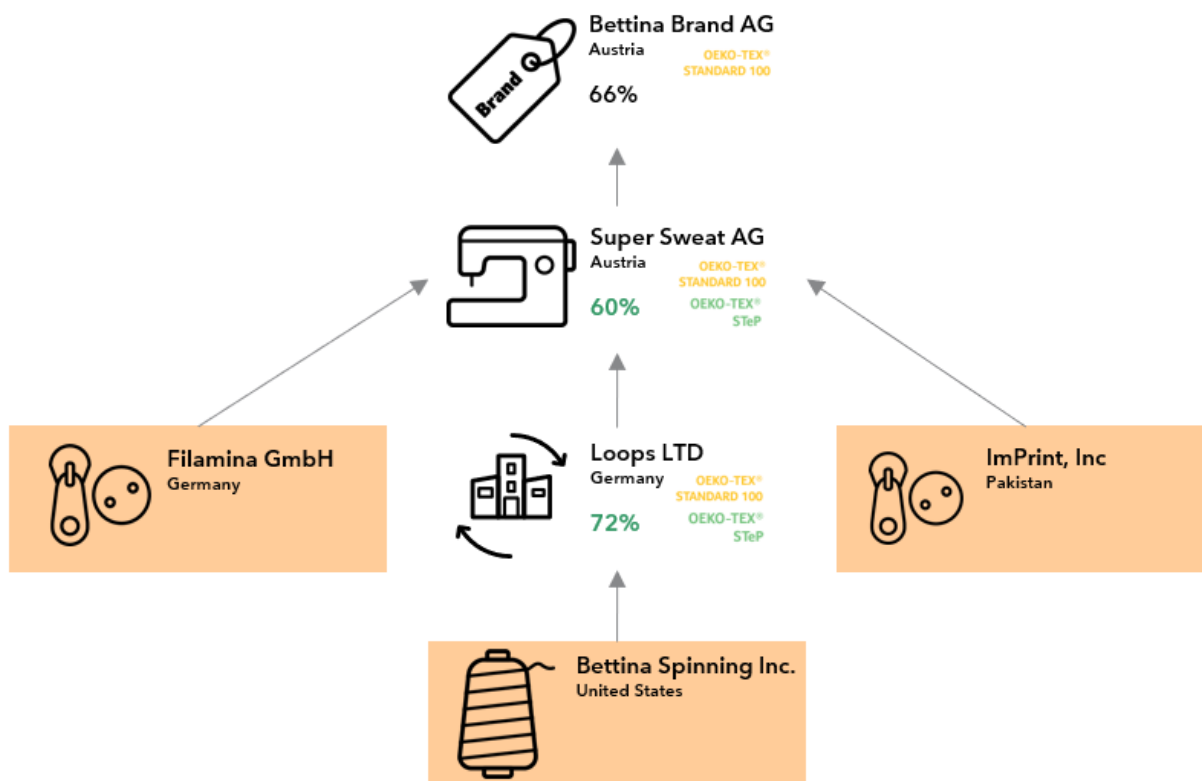 Bettina Brand AG
Austria
OEKO-TEX®
STANDARD 100
66%
Brand
Super Sweat AG
Austria
OEKO-TEX®
STANDARD 100
60%
OEKO-TEX®
STeP
Filamina GmbH
Germany
Loops LTD
Germany
OEKO-TEX®
STANDARD 100
72%
OEKO-TEX®
STeP
ImPrint, Inc
Pakistan
Bettina Spinning Inc.
United States